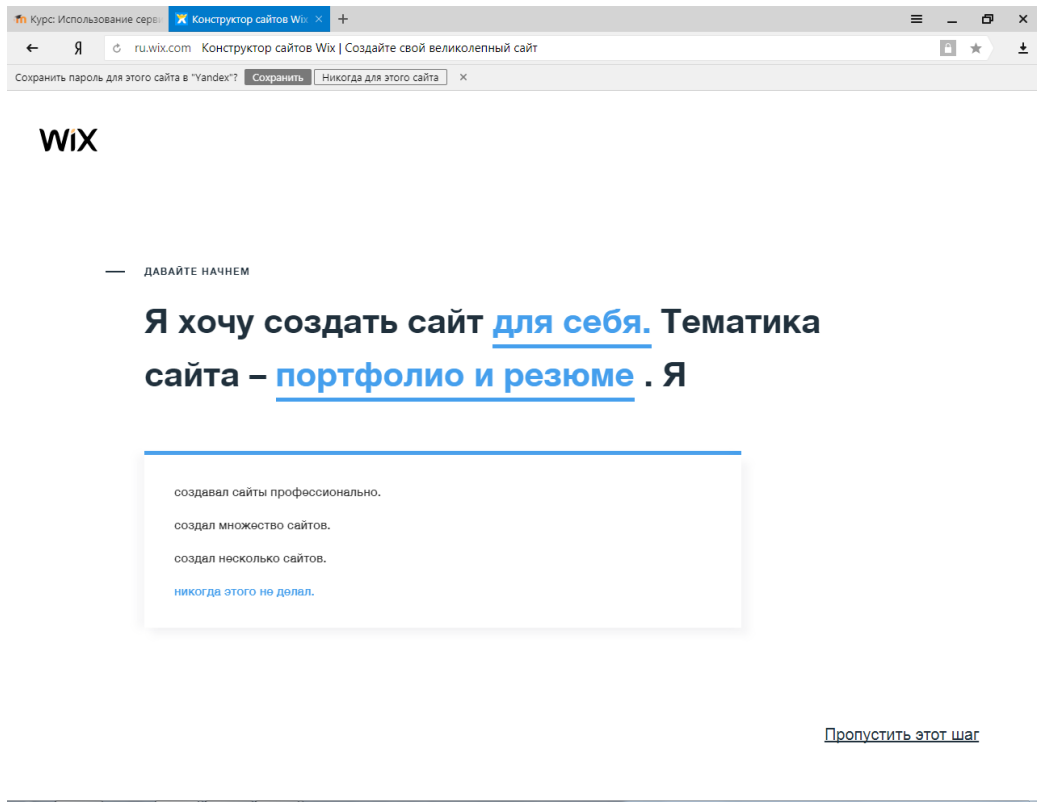 Курс: Использование серви
Конструктор сайтов Wix
Я
ru.wix.com Конструктор сайтов Wix | Создайте свой великолепный сайт
Сохранить пароль для этого сайта в "Yandex"? Сохранить Никогда для этого сайта
WiX
ДАВАЙТЕ НАЧНЕМ
Я хочу создать сайт для себя. Тематика
сайта – портфолио и резюме . Я
создавал сайты профессионально.
создал множество сайтов.
создал несколько сайтов.
никогда этого не делал.
Пропустить этот шаг